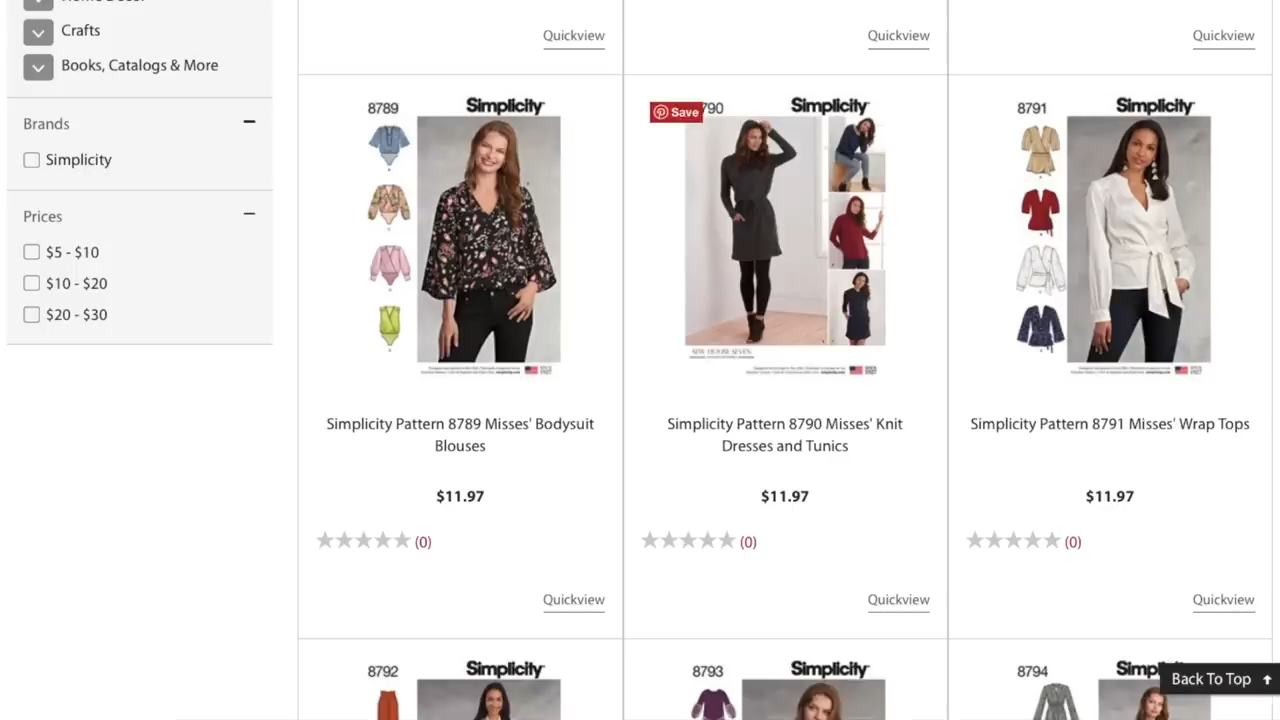 Crafts
Books, Catalogs & More
Brands
Simplicity
Prices
$5 - $10
$10 - $20
$20 - $30
Quickview
Quickview
Quickview
8789 Simplicity
Save 790 Simplicity
8791 Simplicity
Simplicity Pattern 8789 Misses' Bodysuit
Blouses
$11.97
(0)
Quickview
Simplicity Pattern 8790 Misses' Knit
Dresses and Tunics
$11.97
(0)
Quickview
Simplicity Pattern 8791 Misses' Wrap Tops
$11.97
(0)
Quickview
8792 Simplicity
8793 Simplicity
8794
Back To Top